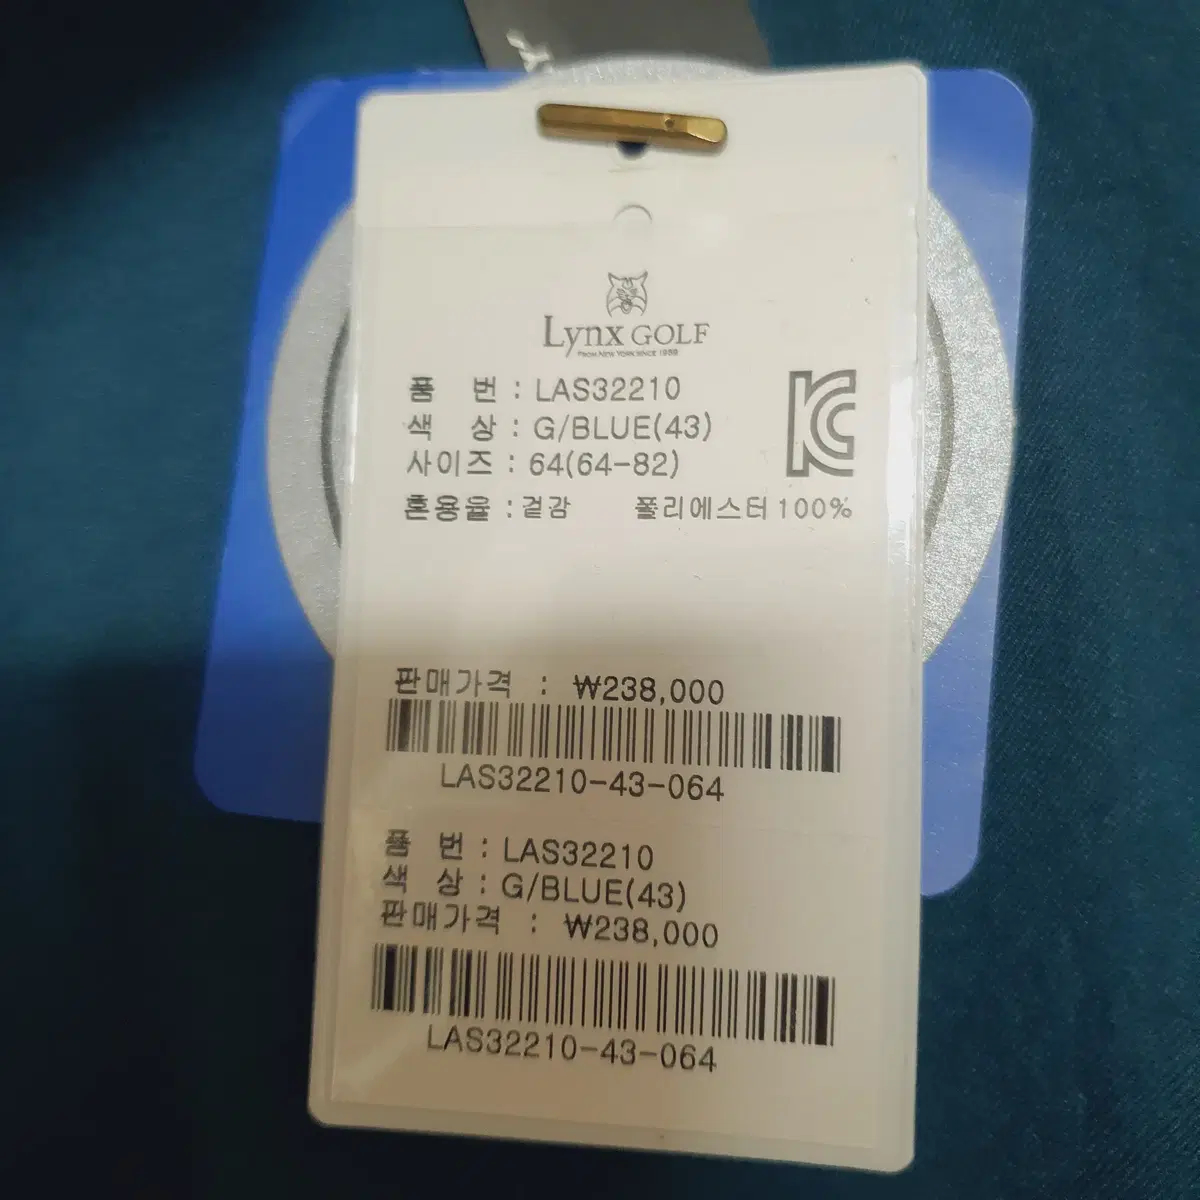 Lynx GOLF
FROM NEW YORK SINCE 1959
품 번 : LAS32210
색 상 : G/BLUE(43)
사이즈 : 64(64-82)
혼용율 : 겉감 폴리에스터 100%
판매가격 : ₩238,000
LAS32210-43-064
품 번 : LAS32210
색 상 : G/BLUE(43)
판매가격 : ₩238,000
LAS32210-43-064